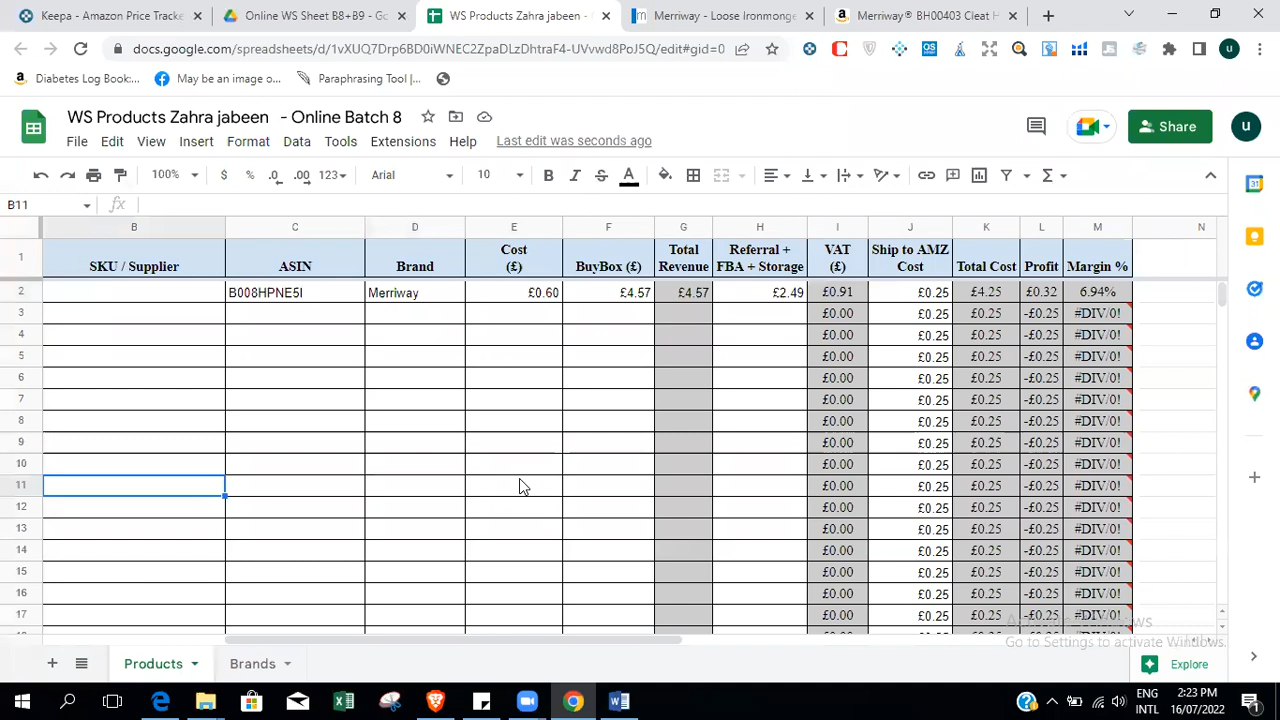 Keepa - Amazon Price Tracke
Online WS Sheet B8+B9 - Go
WS Products Zahra jabeen -
Merriway - Loose Ironmonge
Merriway® BH00403 Cleat H
docs.google.com/spreadsheets/d/1vXUQ7Drp6BD0iWNEC2ZpaDLzDhtraF4-UVvwd8PoJ5Q/edit#gid=0
Diabetes Log Book:...
May be an image o...
Paraphrasing Tool |...
WS Products Zahra jabeen - Online Batch 8
File Edit View Insert Format Data Tools Extensions Help Last edit was seconds ago
Share
u
100% $ % .0 .00 123 Arial 10 B I S A
B11 fx
B C D E F G H I J K L M N
1 SKU / Supplier ASIN Brand Cost (£) BuyBox (£) Total Revenue Referral + FBA + Storage VAT (£) Ship to AMZ Cost Total Cost Profit Margin %
2 B008HPNE5I Merriway £0.60 £4.57 £4.57 £2.49 £0.91 £0.25 £4.25 £0.32 6.94%
3 £0.00 £0.25 £0.25 -£0.25 #DIV/0!
4 £0.00 £0.25 £0.25 -£0.25 #DIV/0!
5 £0.00 £0.25 £0.25 -£0.25 #DIV/0!
6 £0.00 £0.25 £0.25 -£0.25 #DIV/0!
7 £0.00 £0.25 £0.25 -£0.25 #DIV/0!
8 £0.00 £0.25 £0.25 -£0.25 #DIV/0!
9 £0.00 £0.25 £0.25 -£0.25 #DIV/0!
10 £0.00 £0.25 £0.25 -£0.25 #DIV/0!
11 £0.00 £0.25 £0.25 -£0.25 #DIV/0!
12 £0.00 £0.25 £0.25 -£0.25 #DIV/0!
13 £0.00 £0.25 £0.25 -£0.25 #DIV/0!
14 £0.00 £0.25 £0.25 -£0.25 #DIV/0!
15 £0.00 £0.25 £0.25 -£0.25 #DIV/0!
16 £0.00 £0.25 £0.25 -£0.25 #DIV/0!
17 £0.00 £0.25 £0.25 -£0.25 #DIV/0!
Activate Windows
Go to Settings to activate Windows.
Products Brands Explore
ENG 2:23 PM
INTL 16/07/2022